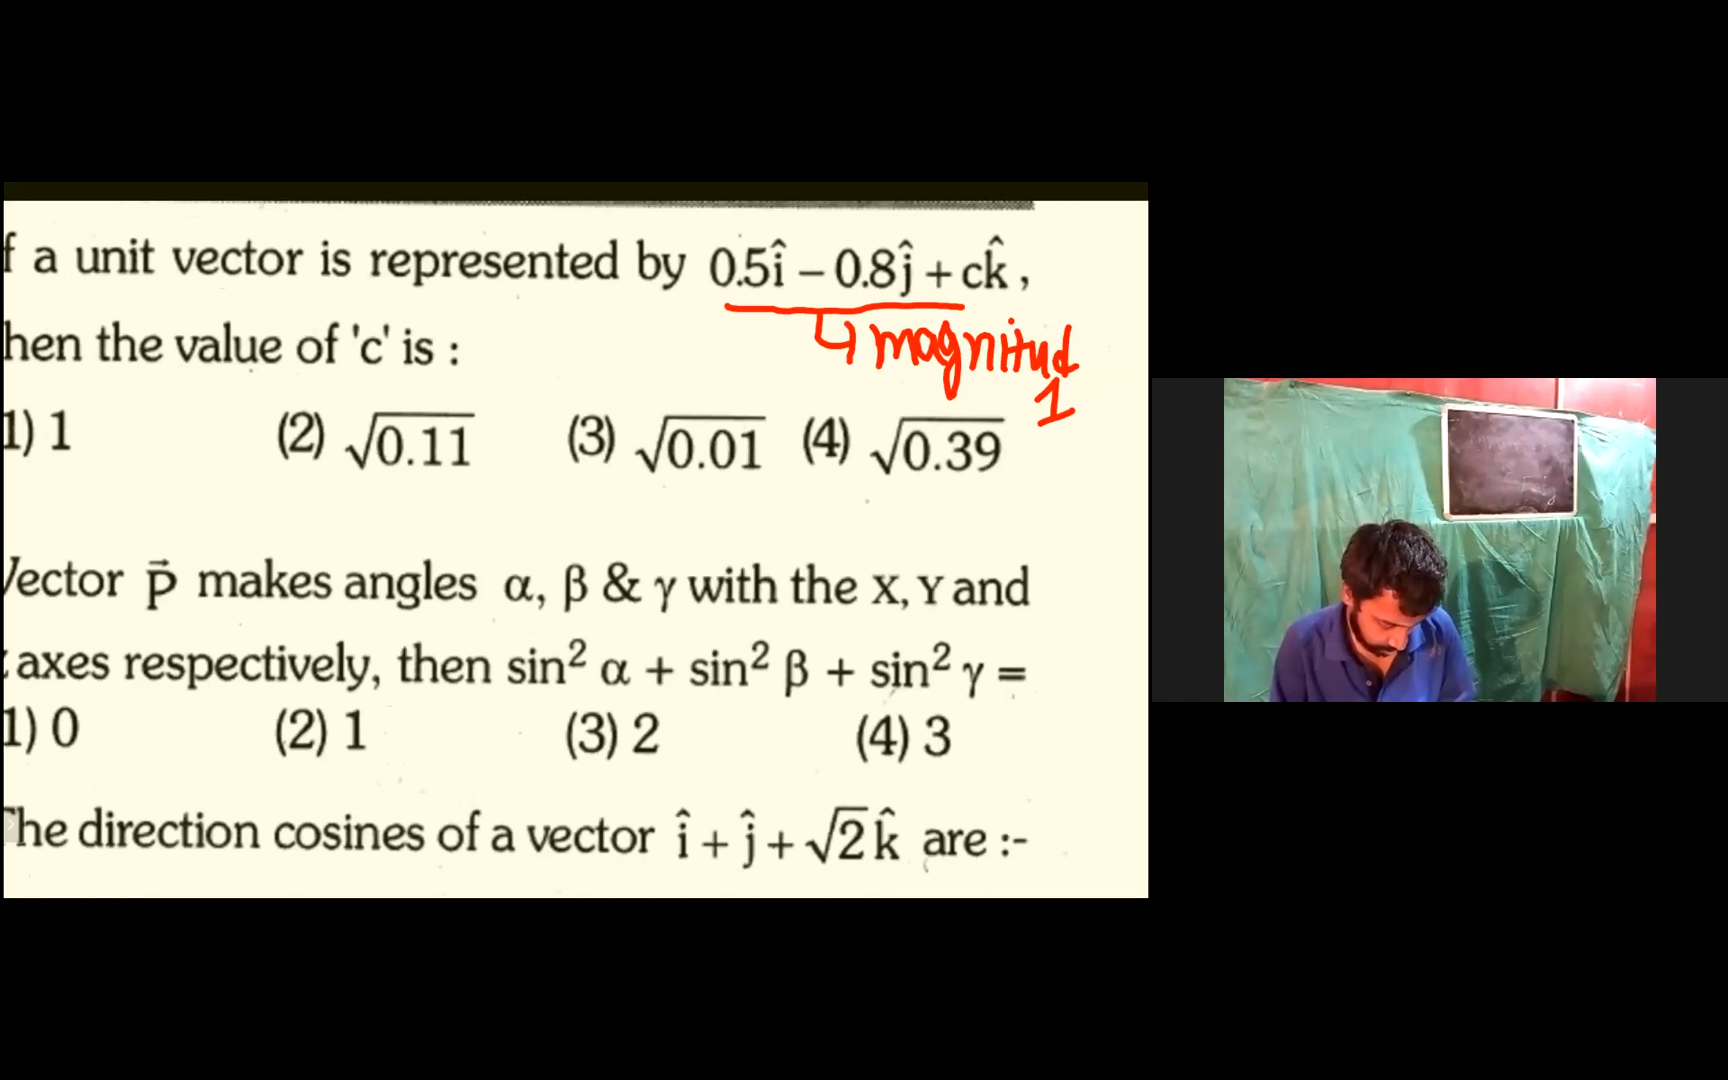 f a unit vector is represented by 0.5î – 0.8ĵ + ck̂ ,
hen the value of 'c' is :
magnitud
1
1) 1 (2) √0.11 (3) √0.01 (4) √0.39
Vector p⃗ makes angles α, β & γ with the X, Y and
axes respectively, then sin² α + sin² β + sin² γ =
1) 0 (2) 1 (3) 2 (4) 3
The direction cosines of a vector î + ĵ + √2 k̂ are :-